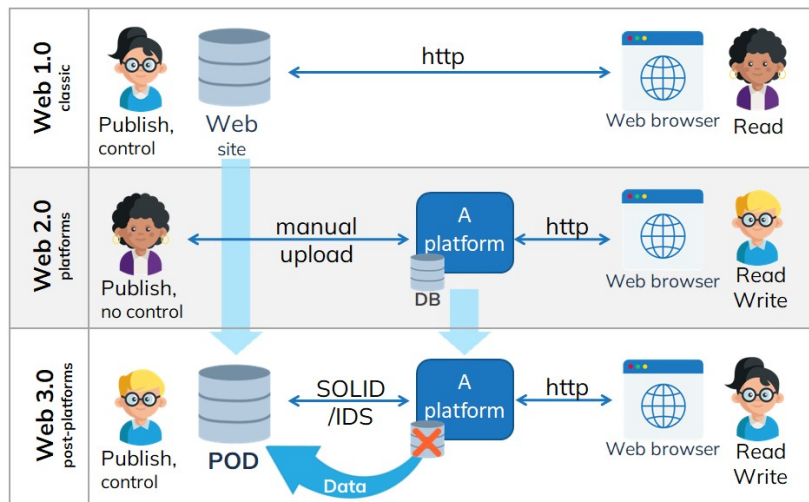 Web 1.0
classic
Publish,
control
Web
site
http
Web browser
Read
Web 2.0
platforms
Publish,
no control
manual
upload
A
platform
DB
http
Web browser
Read
Write
Web 3.0
post-platforms
Publish,
control
POD
SOLID
/IDS
A
platform
Data
http
Web browser
Read
Write